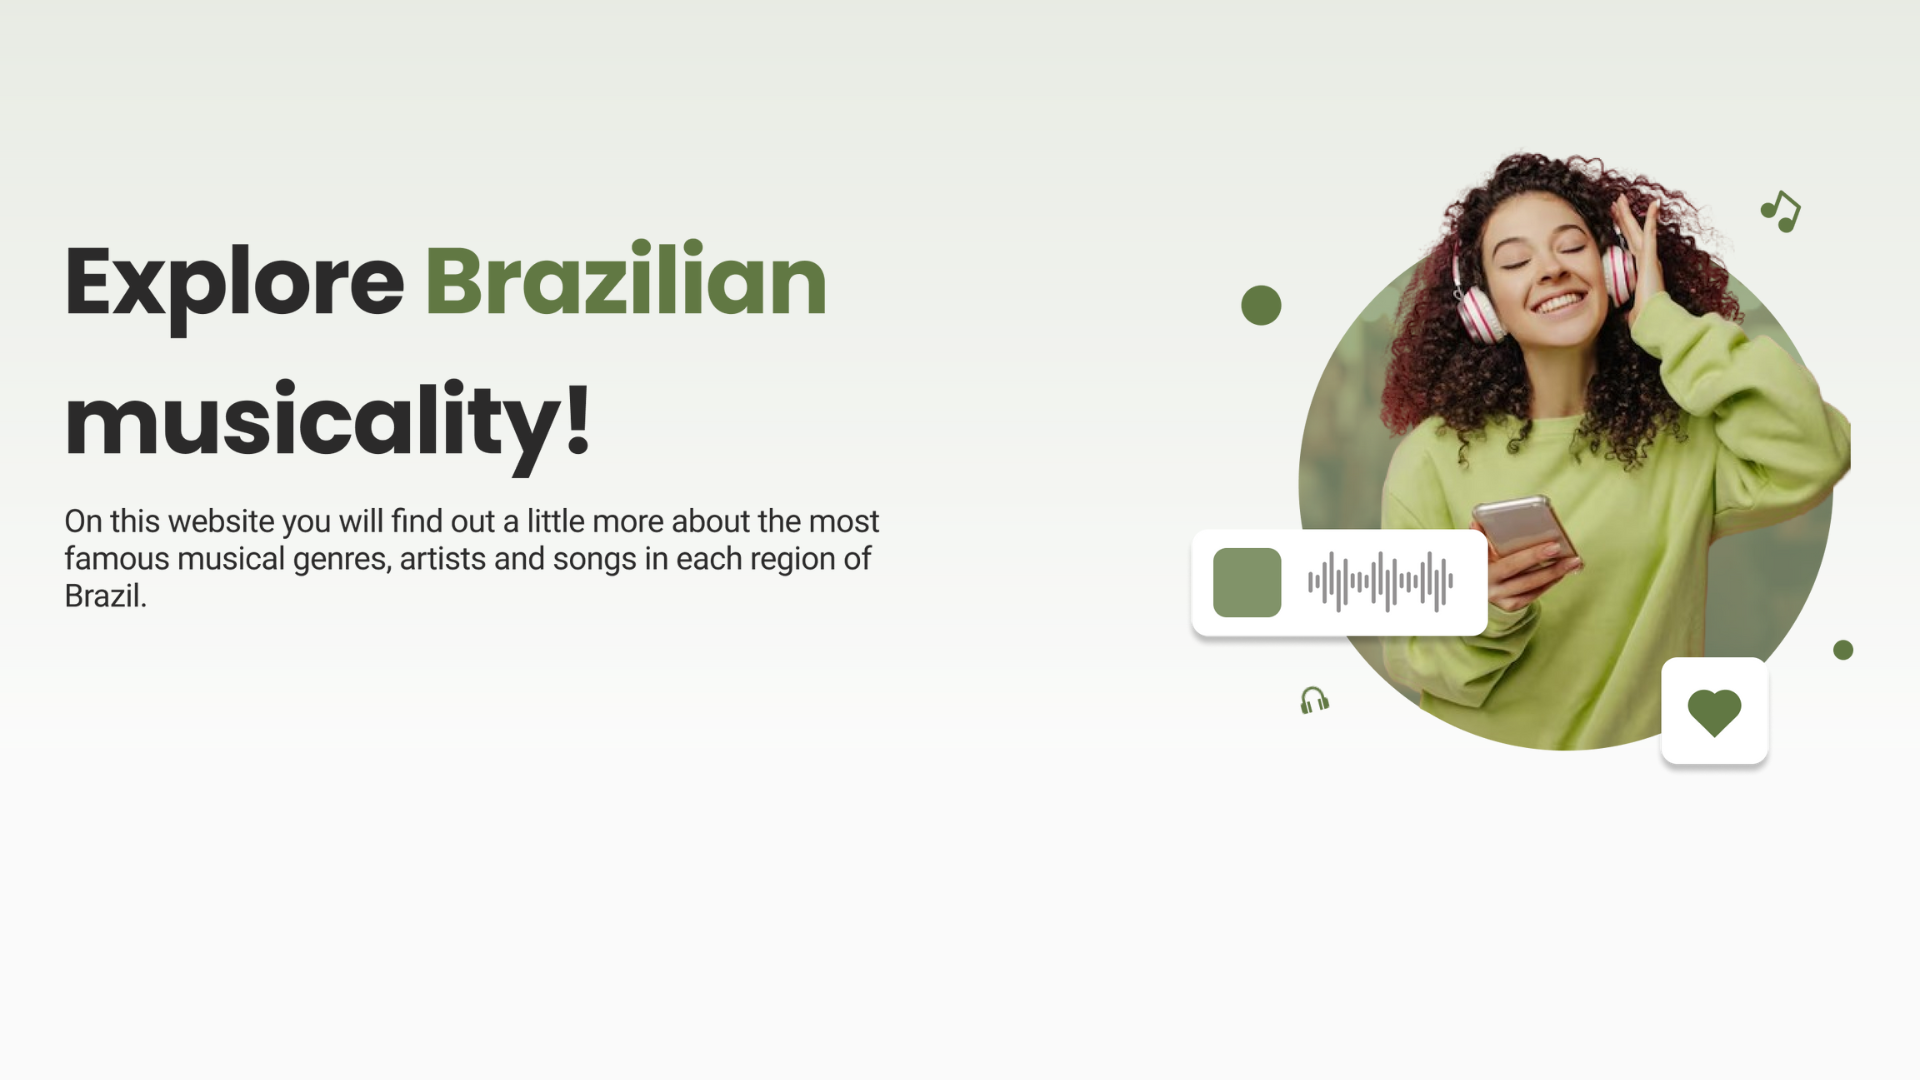 Explore Brazilian
musicality!
On this website you will find out a little more about the most
famous musical genres, artists and songs in each region of
Brazil.